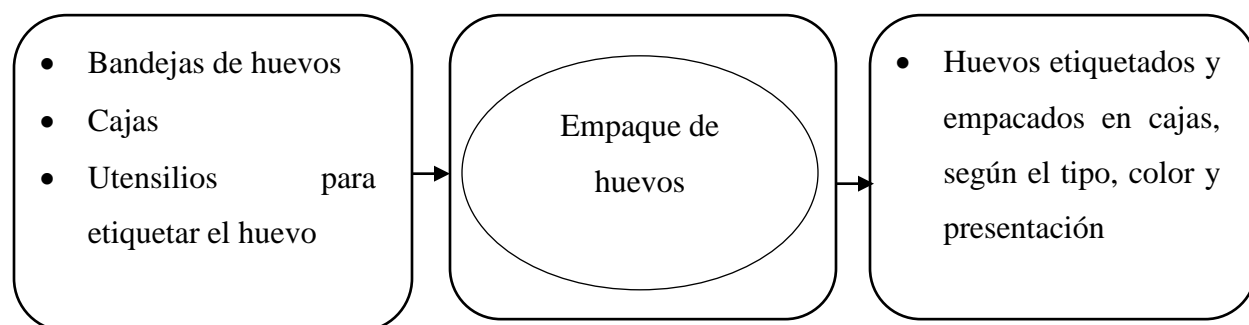 • Bandejas de huevos
• Cajas
• Utensilios para
etiquetar el huevo
Empaque de
huevos
• Huevos etiquetados y
empacados en cajas,
según el tipo, color y
presentación